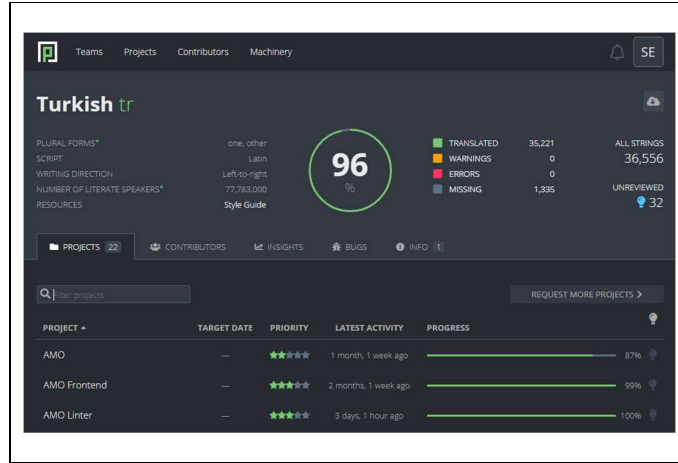 Teams Projects Contributors Machinery SE
Turkish tr
PLURAL FORMS* one, other
SCRIPT Latin
WRITING DIRECTION Left-to-right
NUMBER OF LITERATE SPEAKERS* 77,783,000
RESOURCES Style Guide
96
%
TRANSLATED 35,221
WARNINGS 0
ERRORS 0
MISSING 1,335
ALL STRINGS
36,556
UNREVIEWED
32
PROJECTS 22 CONTRIBUTORS INSIGHTS BUGS INFO 1
Filter projects REQUEST MORE PROJECTS >
PROJECT TARGET DATE PRIORITY LATEST ACTIVITY PROGRESS
AMO — 1 month, 1 week ago 87%
AMO Frontend — 2 months, 1 week ago 99%
AMO Linter — 3 days, 1 hour ago 100%